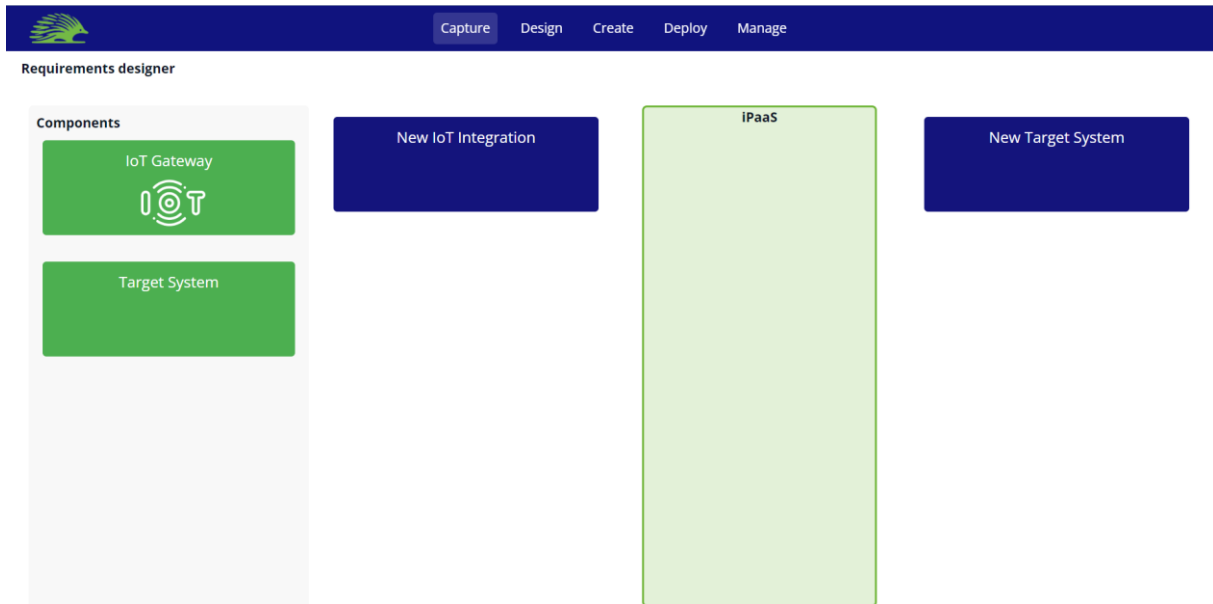 Capture Design Create Deploy Manage
Requirements designer
Components
IoT Gateway
IOT
Target System
New IoT Integration
iPaaS
New Target System